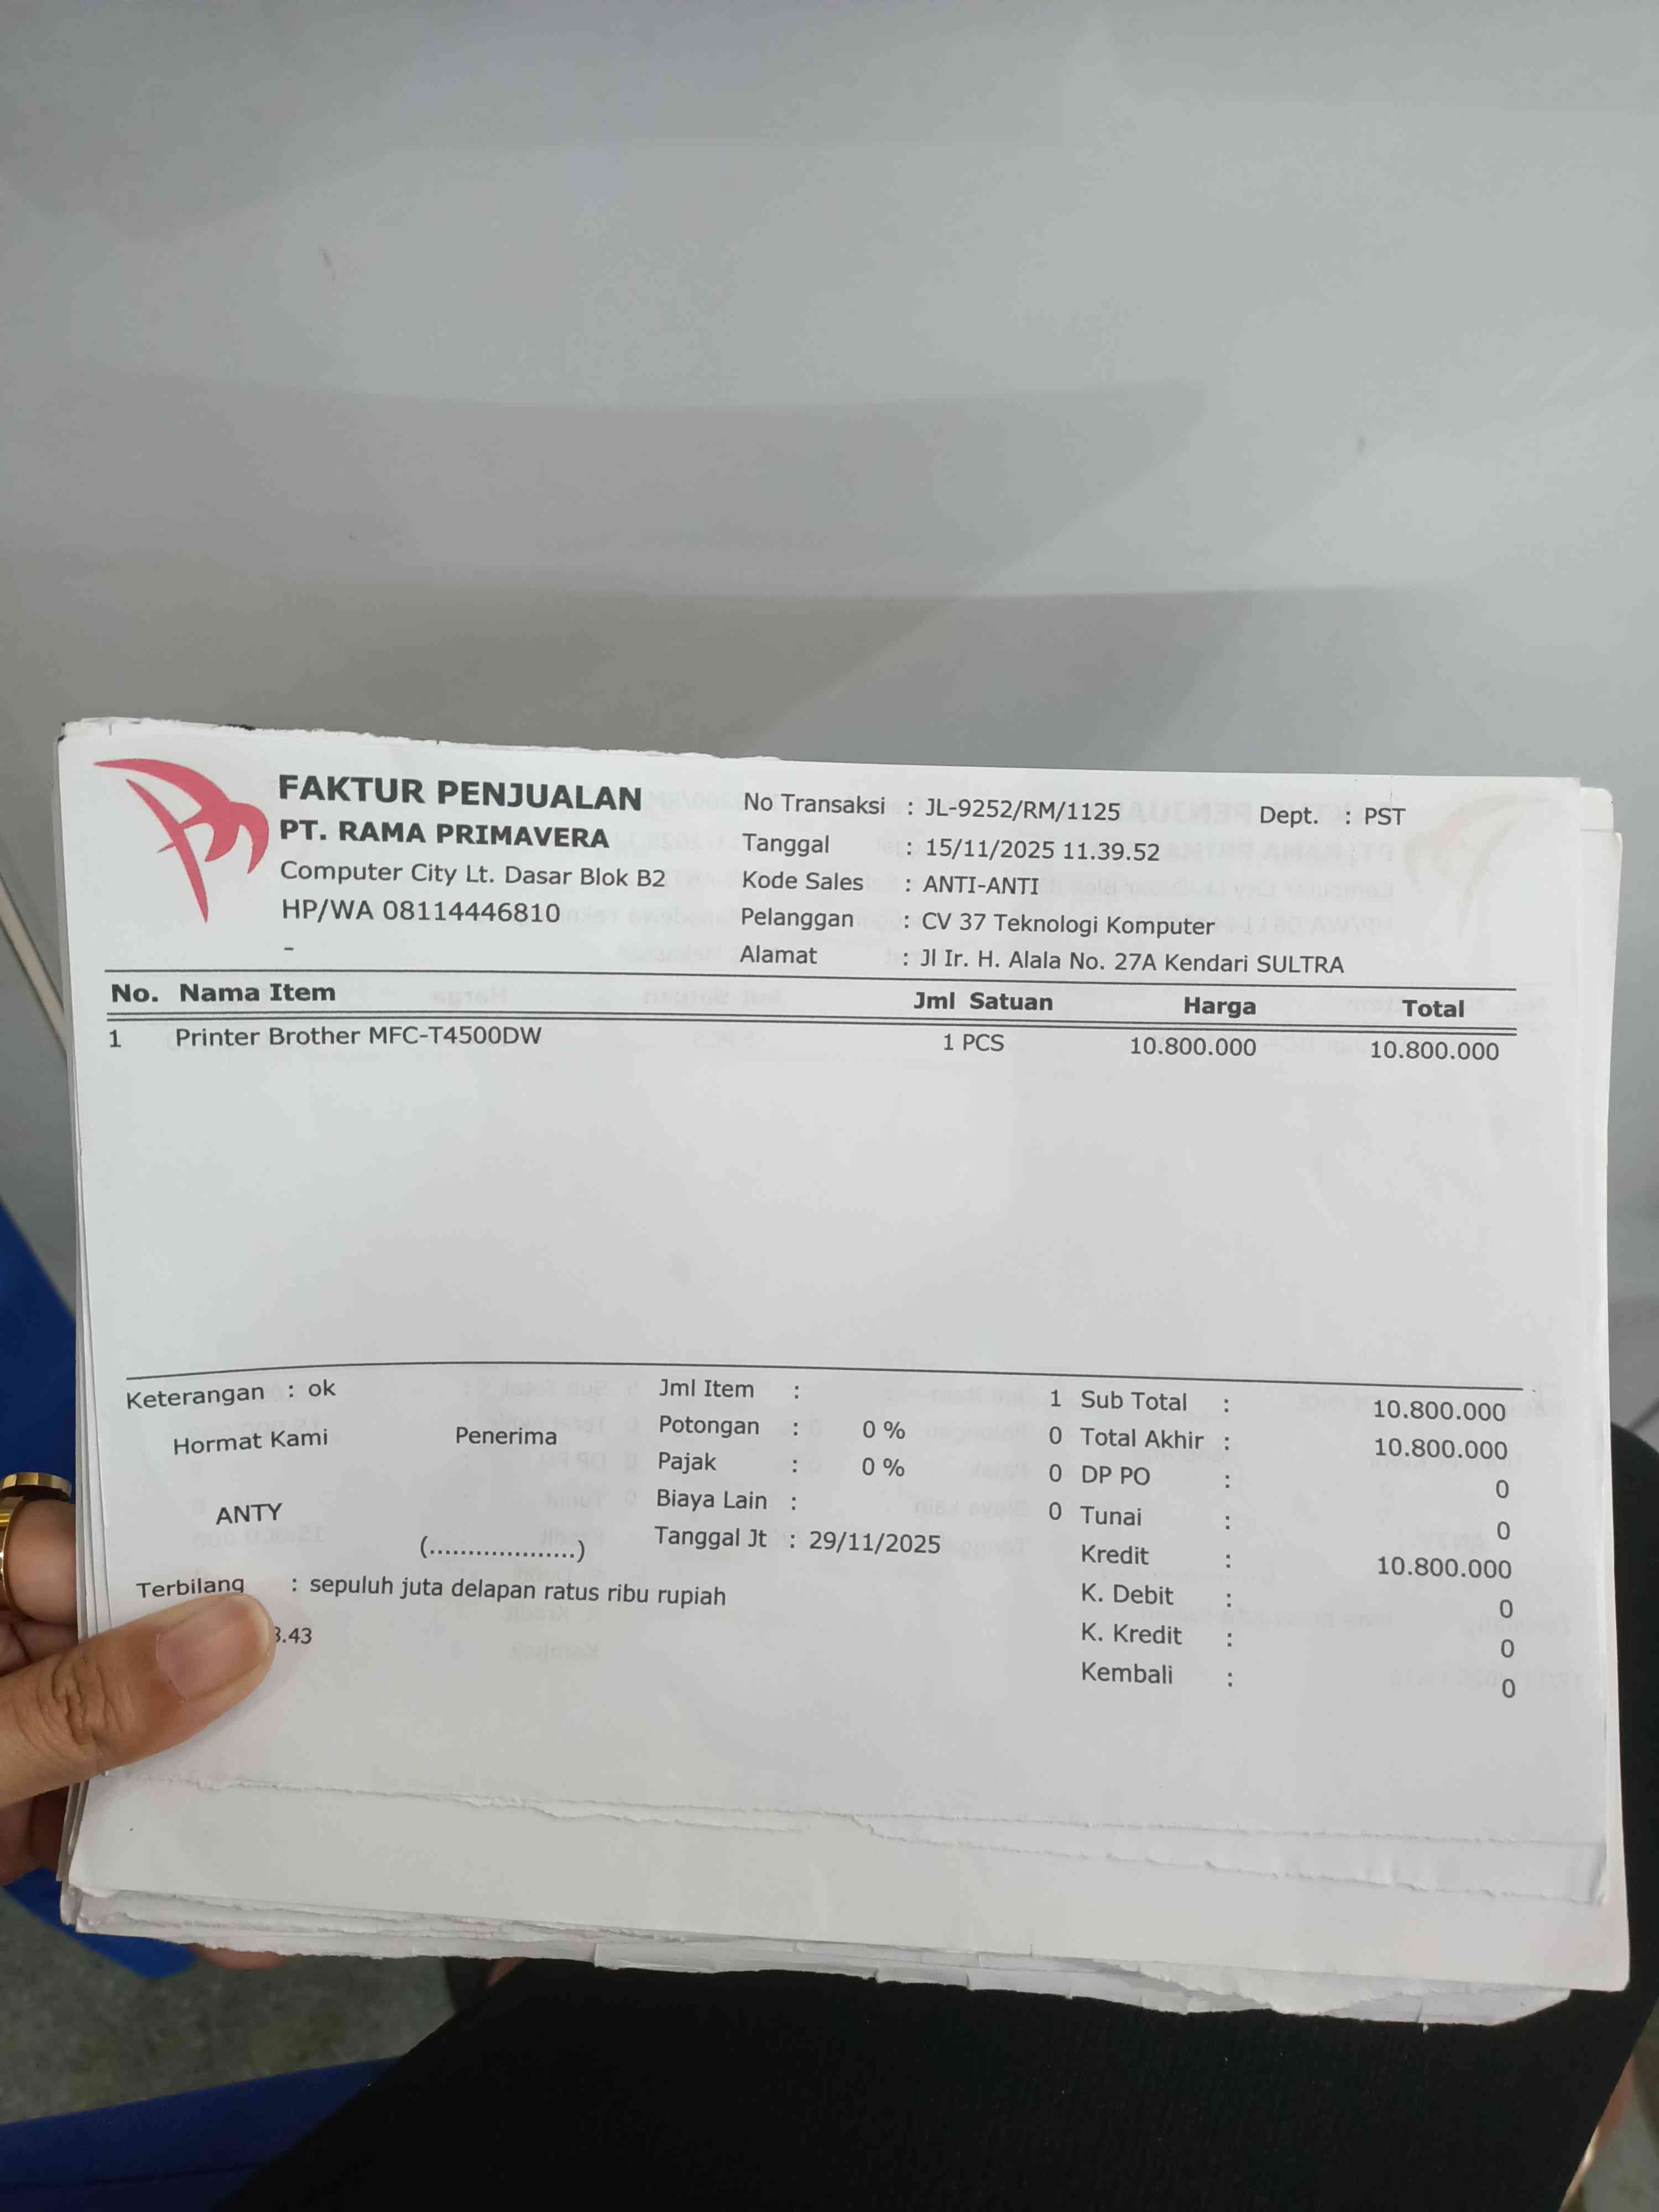 FAKTUR PENJUALAN
PT. RAMA PRIMAVERA
Computer City Lt. Dasar Blok B2
HP/WA 08114446810
-
No Transaksi : JL-9252/RM/1125 Dept. : PST
Tanggal : 15/11/2025 11.39.52
Kode Sales : ANTI-ANTI
Pelanggan : CV 37 Teknologi Komputer
Alamat : Jl Ir. H. Alala No. 27A Kendari SULTRA
No. Nama Item Jml Satuan Harga Total
1 Printer Brother MFC-T4500DW 1 PCS 10.800.000 10.800.000
Keterangan : ok
Hormat Kami Penerima
ANTY
(...................)
Jml Item : 1
Potongan : 0 % 0
Pajak : 0 % 0
Biaya Lain : 0
Tanggal Jt : 29/11/2025
Sub Total : 10.800.000
Total Akhir : 10.800.000
DP PO : 0
Tunai : 0
Kredit : 10.800.000
K. Debit : 0
K. Kredit : 0
Kembali : 0
Terbilang : sepuluh juta delapan ratus ribu rupiah
.43